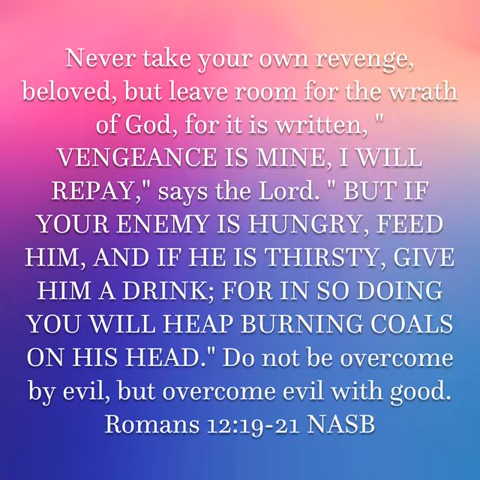 Never take your own revenge,
beloved, but leave room for the wrath
of God, for it is written, "
VENGEANCE IS MINE, I WILL
REPAY," says the Lord. " BUT IF
YOUR ENEMY IS HUNGRY, FEED
HIM, AND IF HE IS THIRSTY, GIVE
HIM A DRINK; FOR IN SO DOING
YOU WILL HEAP BURNING COALS
ON HIS HEAD." Do not be overcome
by evil, but overcome evil with good.
Romans 12:19-21 NASB